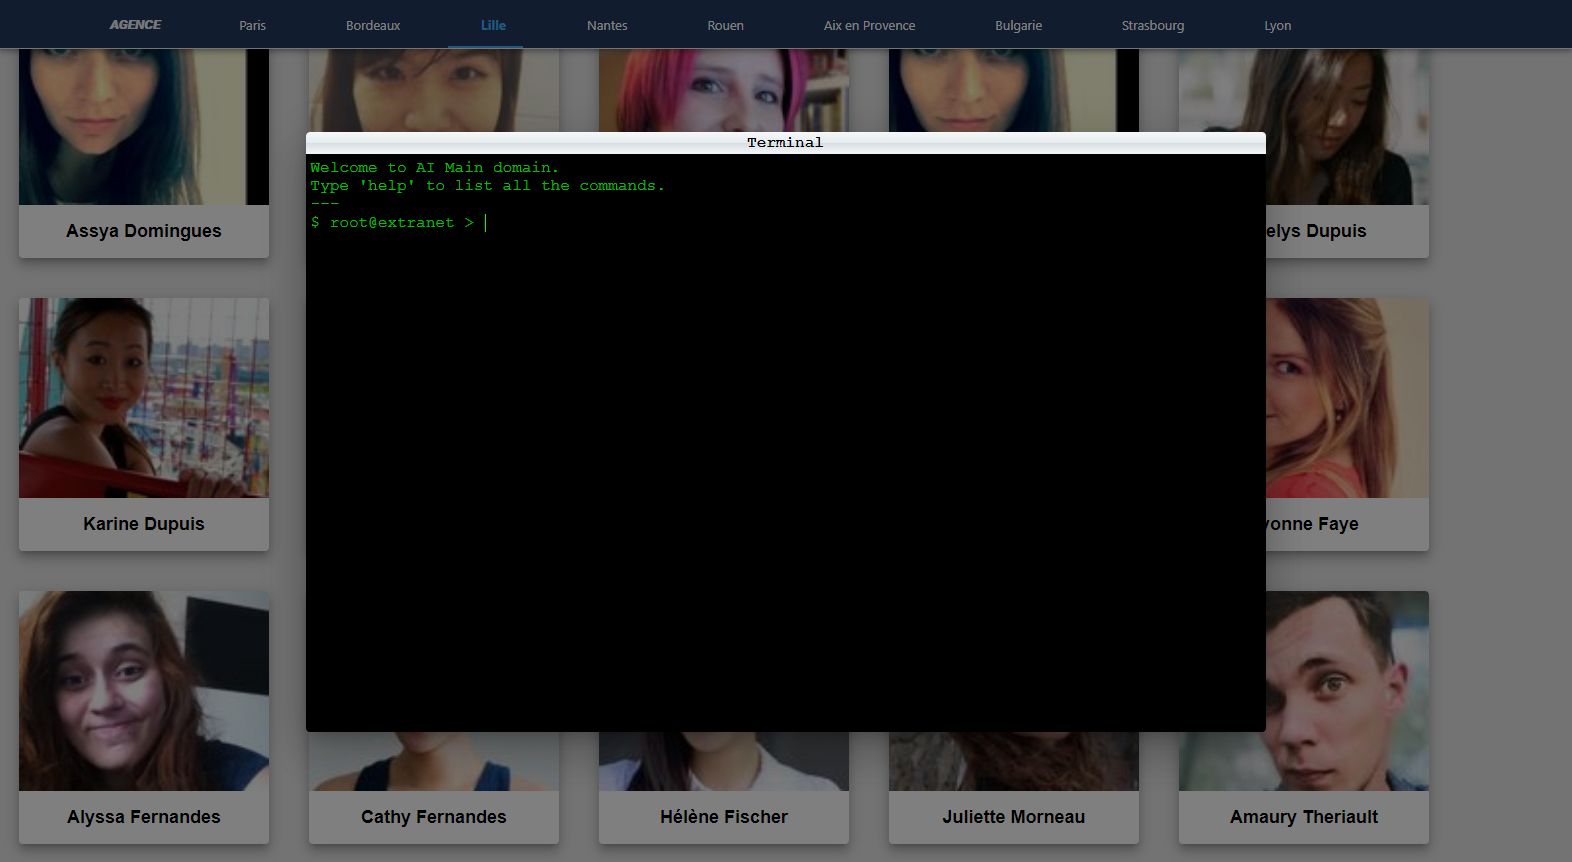 AGENCE Paris Bordeaux Lille Nantes Rouen Aix en Provence Bulgarie Strasbourg Lyon
Terminal
Welcome to AI Main domain.
Type 'help' to list all the commands.
---
$ root@extranet >
Assya Domingues
elys Dupuis
Karine Dupuis
vonne Faye
Alyssa Fernandes
Cathy Fernandes
Hélène Fischer
Juliette Morneau
Amaury Theriault